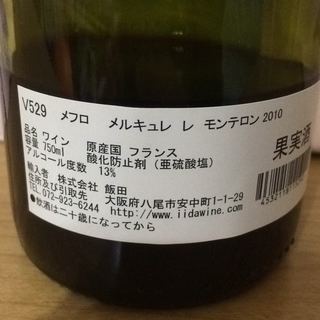 V529 メフロ メルキュレ レ モンテロン 2010
品名 ワイン 原産国 フランス
容量 750ml 酸化防止剤（亜硫酸塩）
アルコール度数 13%
果実酒
輸入者 株式会社 飯田
住所及び引取先 大阪府八尾市安中町1-1-29
TEL: 072-923-6244 http://www.iidawine.com
●飲酒は二十歳になってから